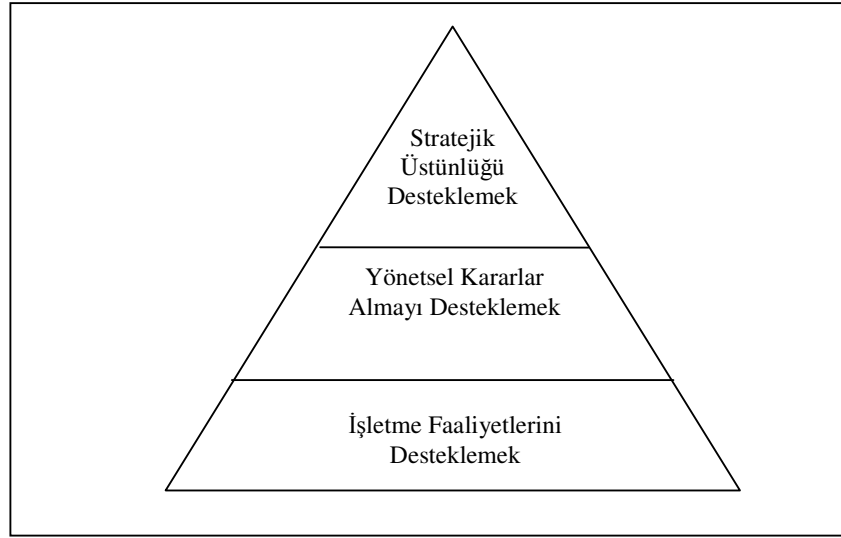 Stratejik
Üstünlüğü
Desteklemek
Yönetsel Kararlar
Almayı Desteklemek
İşletme Faaliyetlerini
Desteklemek